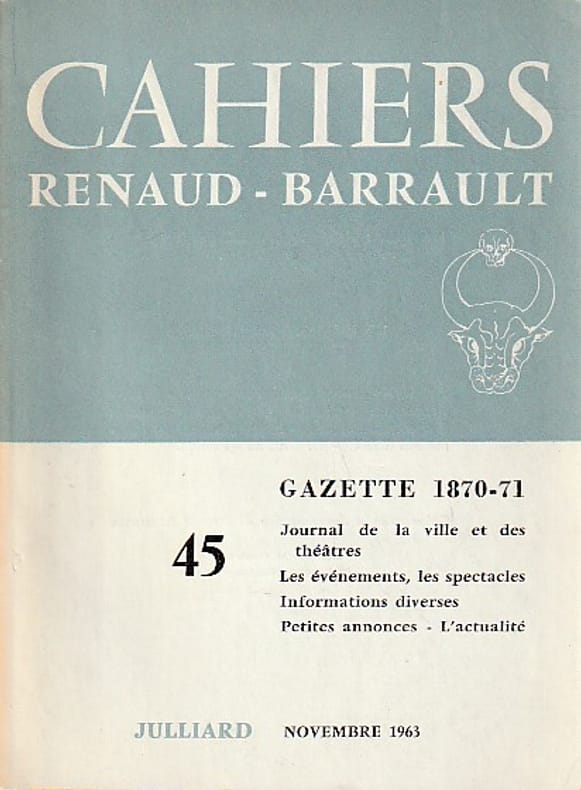 CAHIERS
RENAUD - BARRAULT
GAZETTE 1870-71
45
Journal de la ville et des
théâtres
Les événements, les spectacles
Informations diverses
Petites annonces - L'actualité
JULLIARD NOVEMBRE 1963